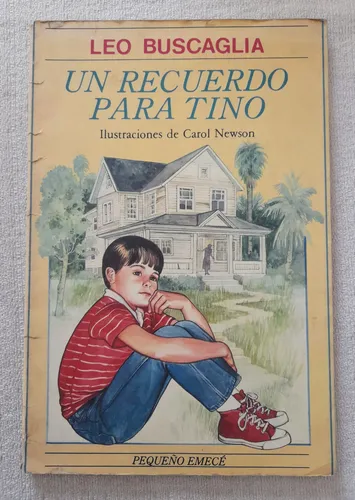 LEO BUSCAGLIA
UN RECUERDO
PARA TINO
Ilustraciones de Carol Newson
PEQUEÑO EMECÉ